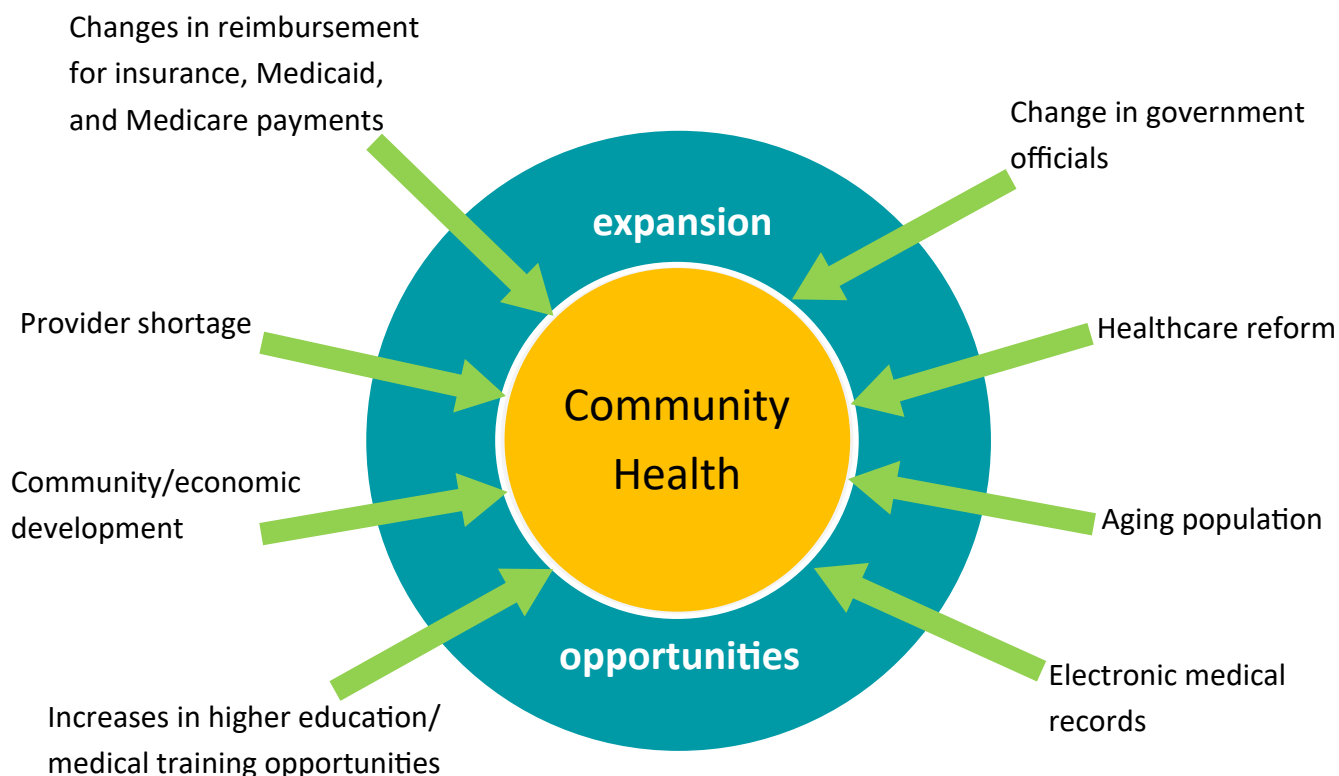 Changes in reimbursement
for insurance, Medicaid,
and Medicare payments
Change in government
officials
expansion
Provider shortage
Healthcare reform
Community
Health
Community/economic
development
Aging population
opportunities
Increases in higher education/
medical training opportunities
Electronic medical
records